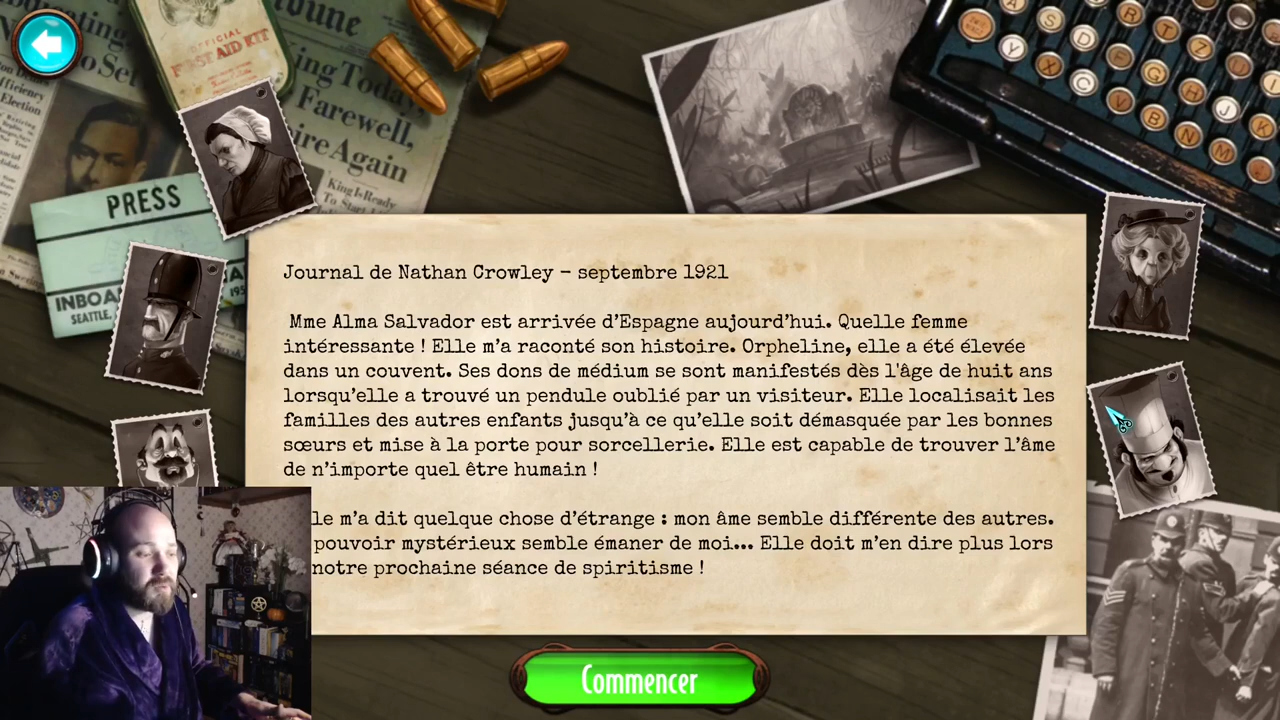 OFFICIAL
FIRST AID KIT
PRESS
Journal de Nathan Crowley – septembre 1921
Mme Alma Salvador est arrivée d’Espagne aujourd’hui. Quelle femme
intéressante ! Elle m’a raconté son histoire. Orpheline, elle a été élevée
dans un couvent. Ses dons de médium se sont manifestés dès l'âge de huit ans
lorsqu’elle a trouvé un pendule oublié par un visiteur. Elle localisait les
familles des autres enfants jusqu’à ce qu’elle soit démasquée par les bonnes
sœurs et mise à la porte pour sorcellerie. Elle est capable de trouver l’âme
de n’importe quel être humain !
le m’a dit quelque chose d’étrange : mon âme semble différente des autres.
pouvoir mystérieux semble émaner de moi... Elle doit m’en dire plus lors
notre prochaine séance de spiritisme !
Commencer
Farewell,
Again
King Is Ready
SEATTLE,